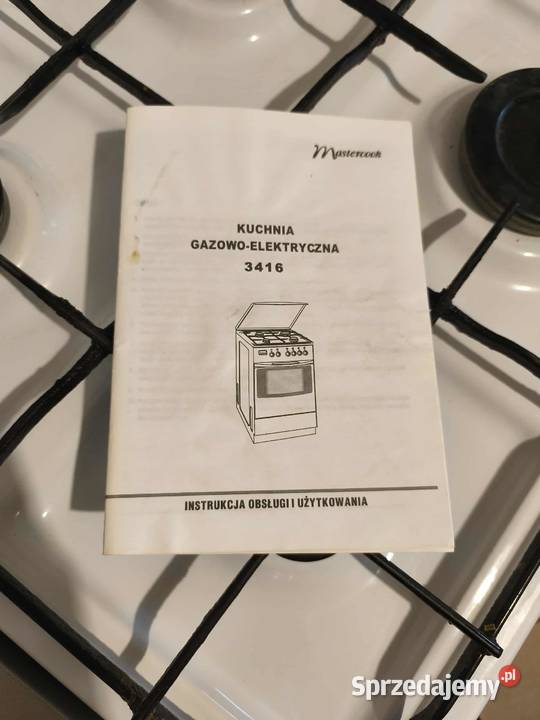 Mastercook
KUCHNIA
GAZOWO-ELEKTRYCZNA
3416
INSTRUKCJA OBSŁUGI I UŻYTKOWANIA
Sprzedajemy.pl